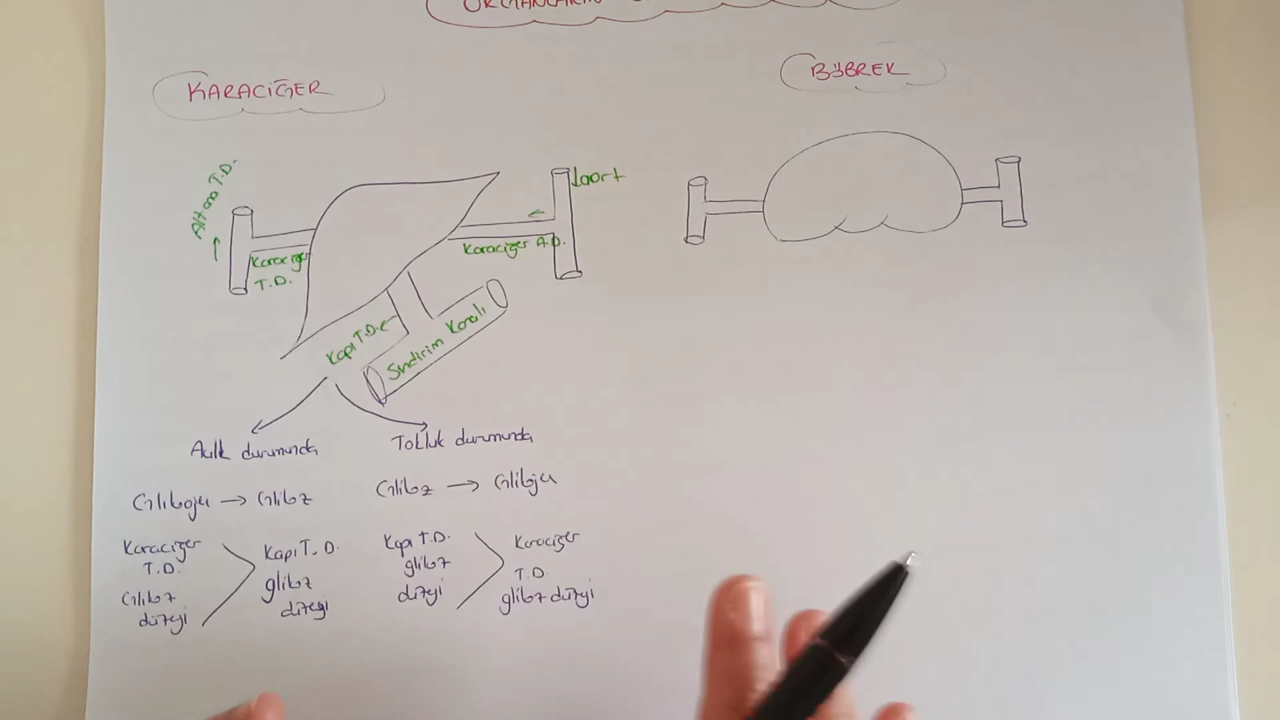 ORGANLARIN
KARACİĞER
BÖBREK
Alt ana T.D.
Aort
Karaciğer
T.D.
Karaciğer A.D.
Kapı T.D.
Sindirim Kanalı
Açlık durumunda
Tokluk durumunda
Glikojen → Glikoz
Glikoz → Glikojen
Karaciğer
T.D.
Glikoz
düzeyi
>
Kapı T.D.
glikoz
düzeyi
Kapı T.D.
glikoz
düzeyi
>
Karaciğer
T.D.
glikoz düzeyi